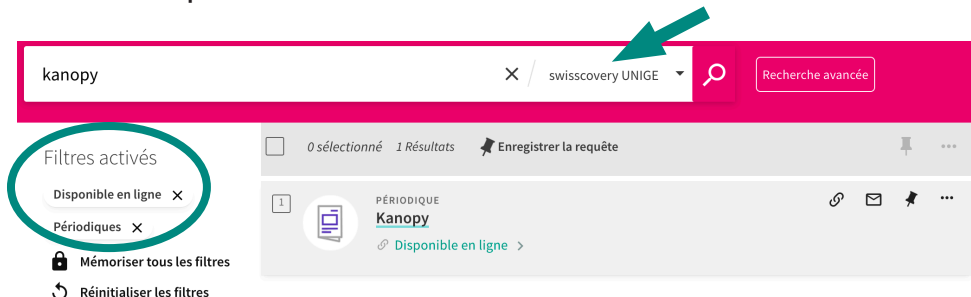 kanopy
swisscovery UNIGE
Recherche avancée
Filtres activés
Disponible en ligne
Périodiques
Mémoriser tous les filtres
Réinitialiser les filtres
0 sélectionné 1 Résultats Enregistrer la requête
1
PÉRIODIQUE
Kanopy
Disponible en ligne